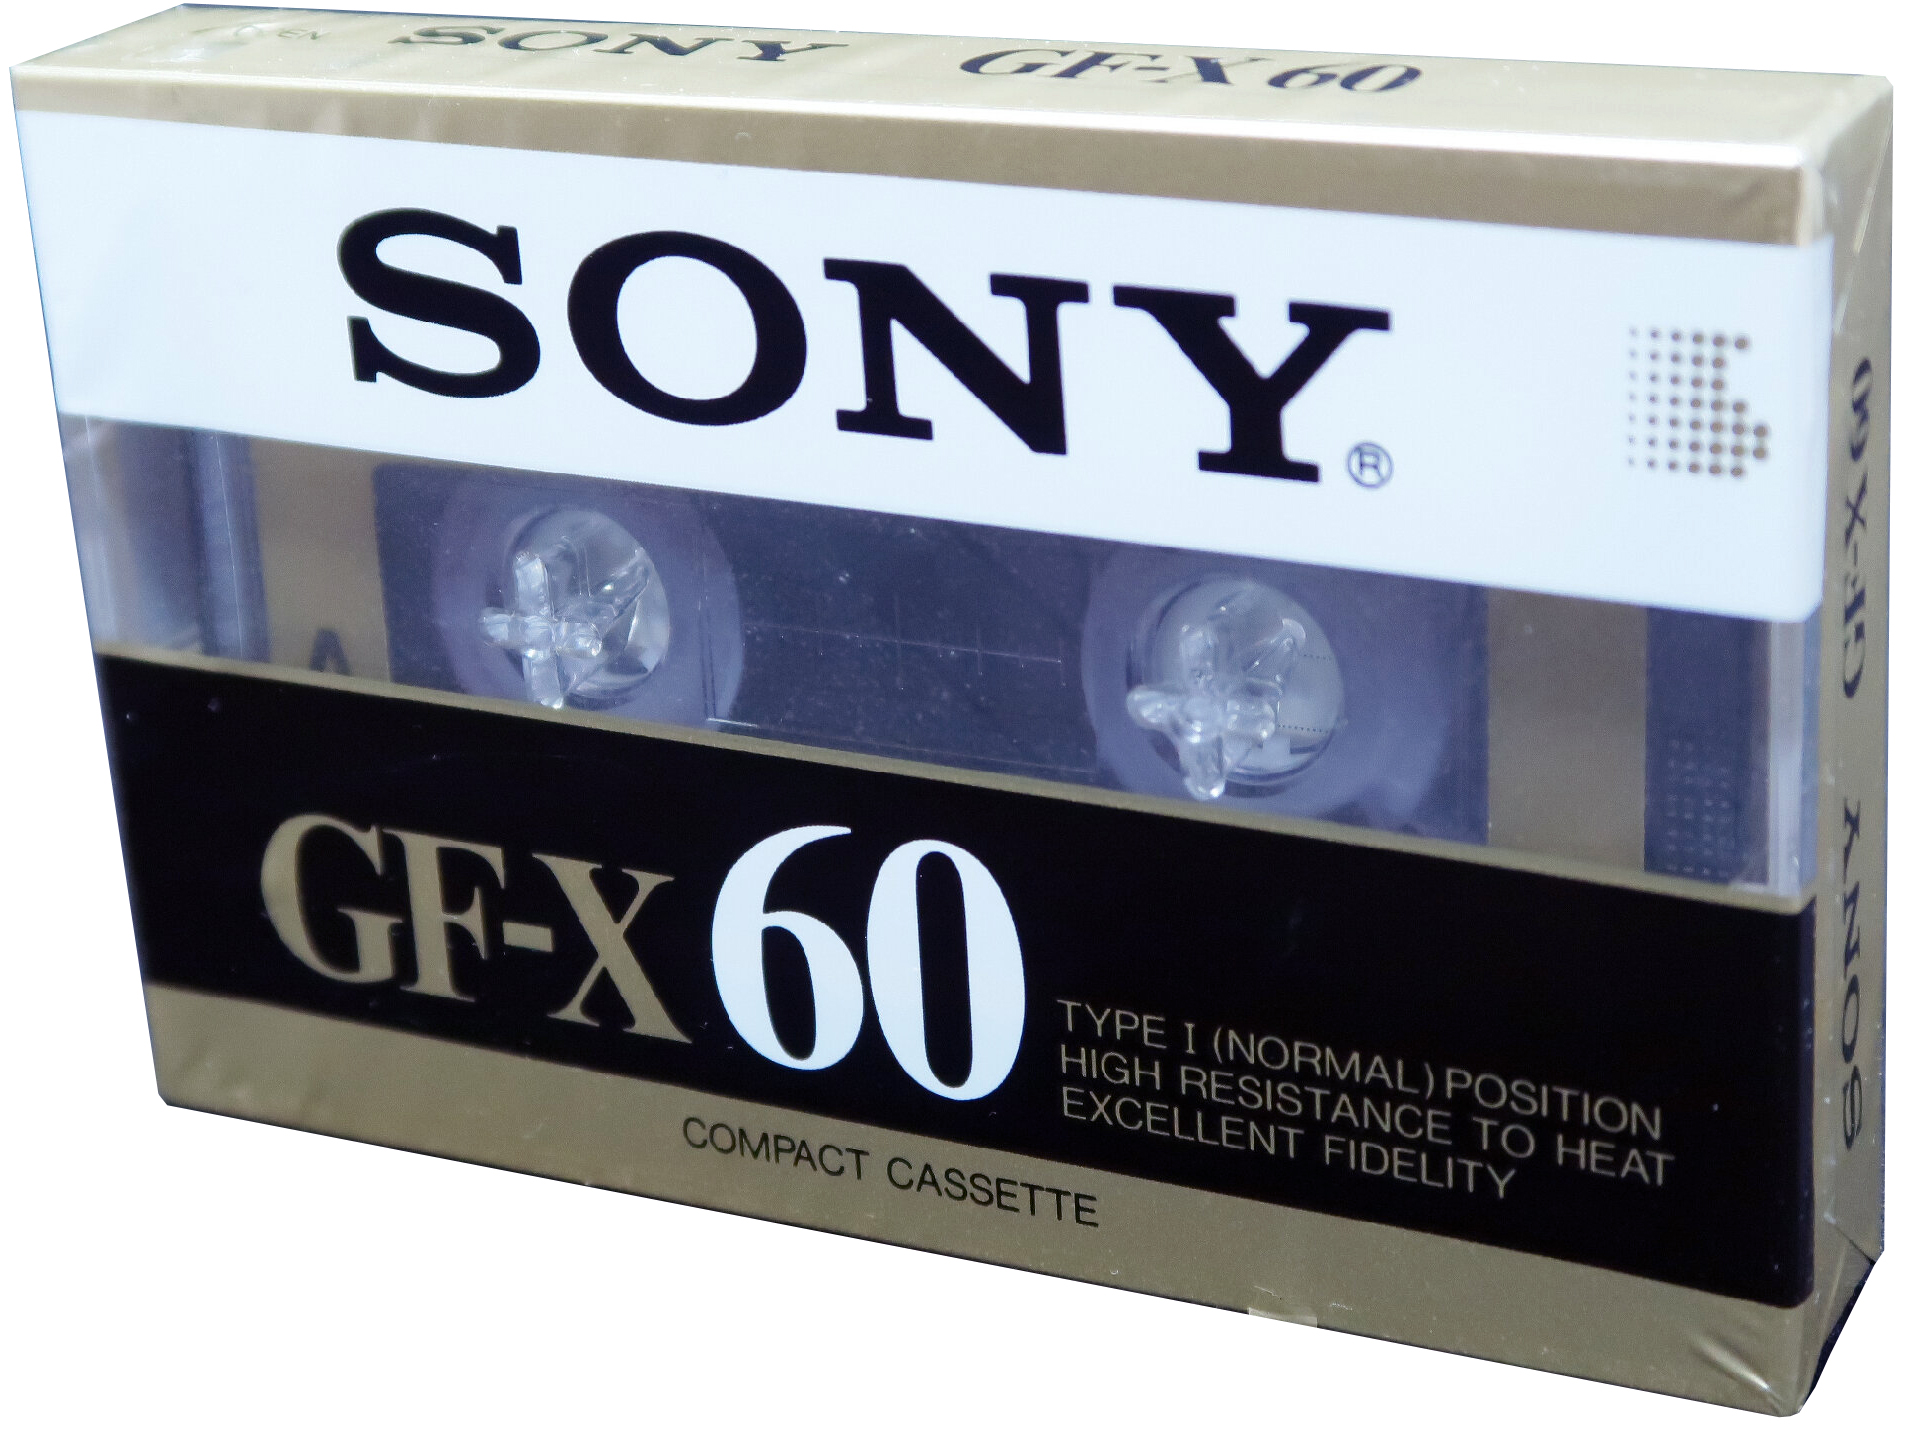 OPEN
SONY GF-X 60
SONY®
A
GF-X 60
TYPE I (NORMAL) POSITION
HIGH RESISTANCE TO HEAT
EXCELLENT FIDELITY
COMPACT CASSETTE
SONY GF-X 60